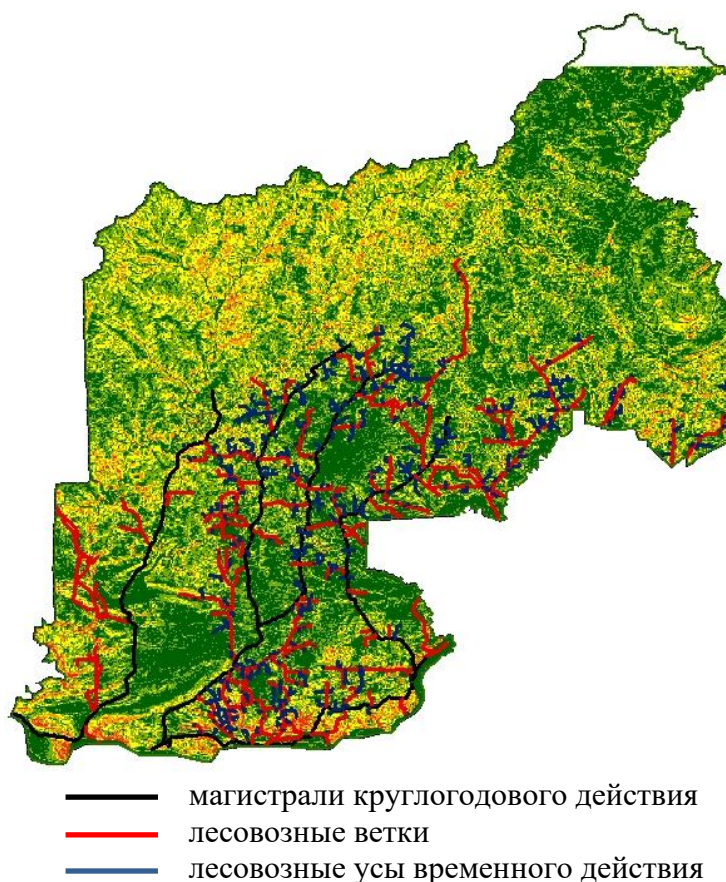 магистрали круглогодового действия
лесовозные ветки
лесовозные усы временного действия